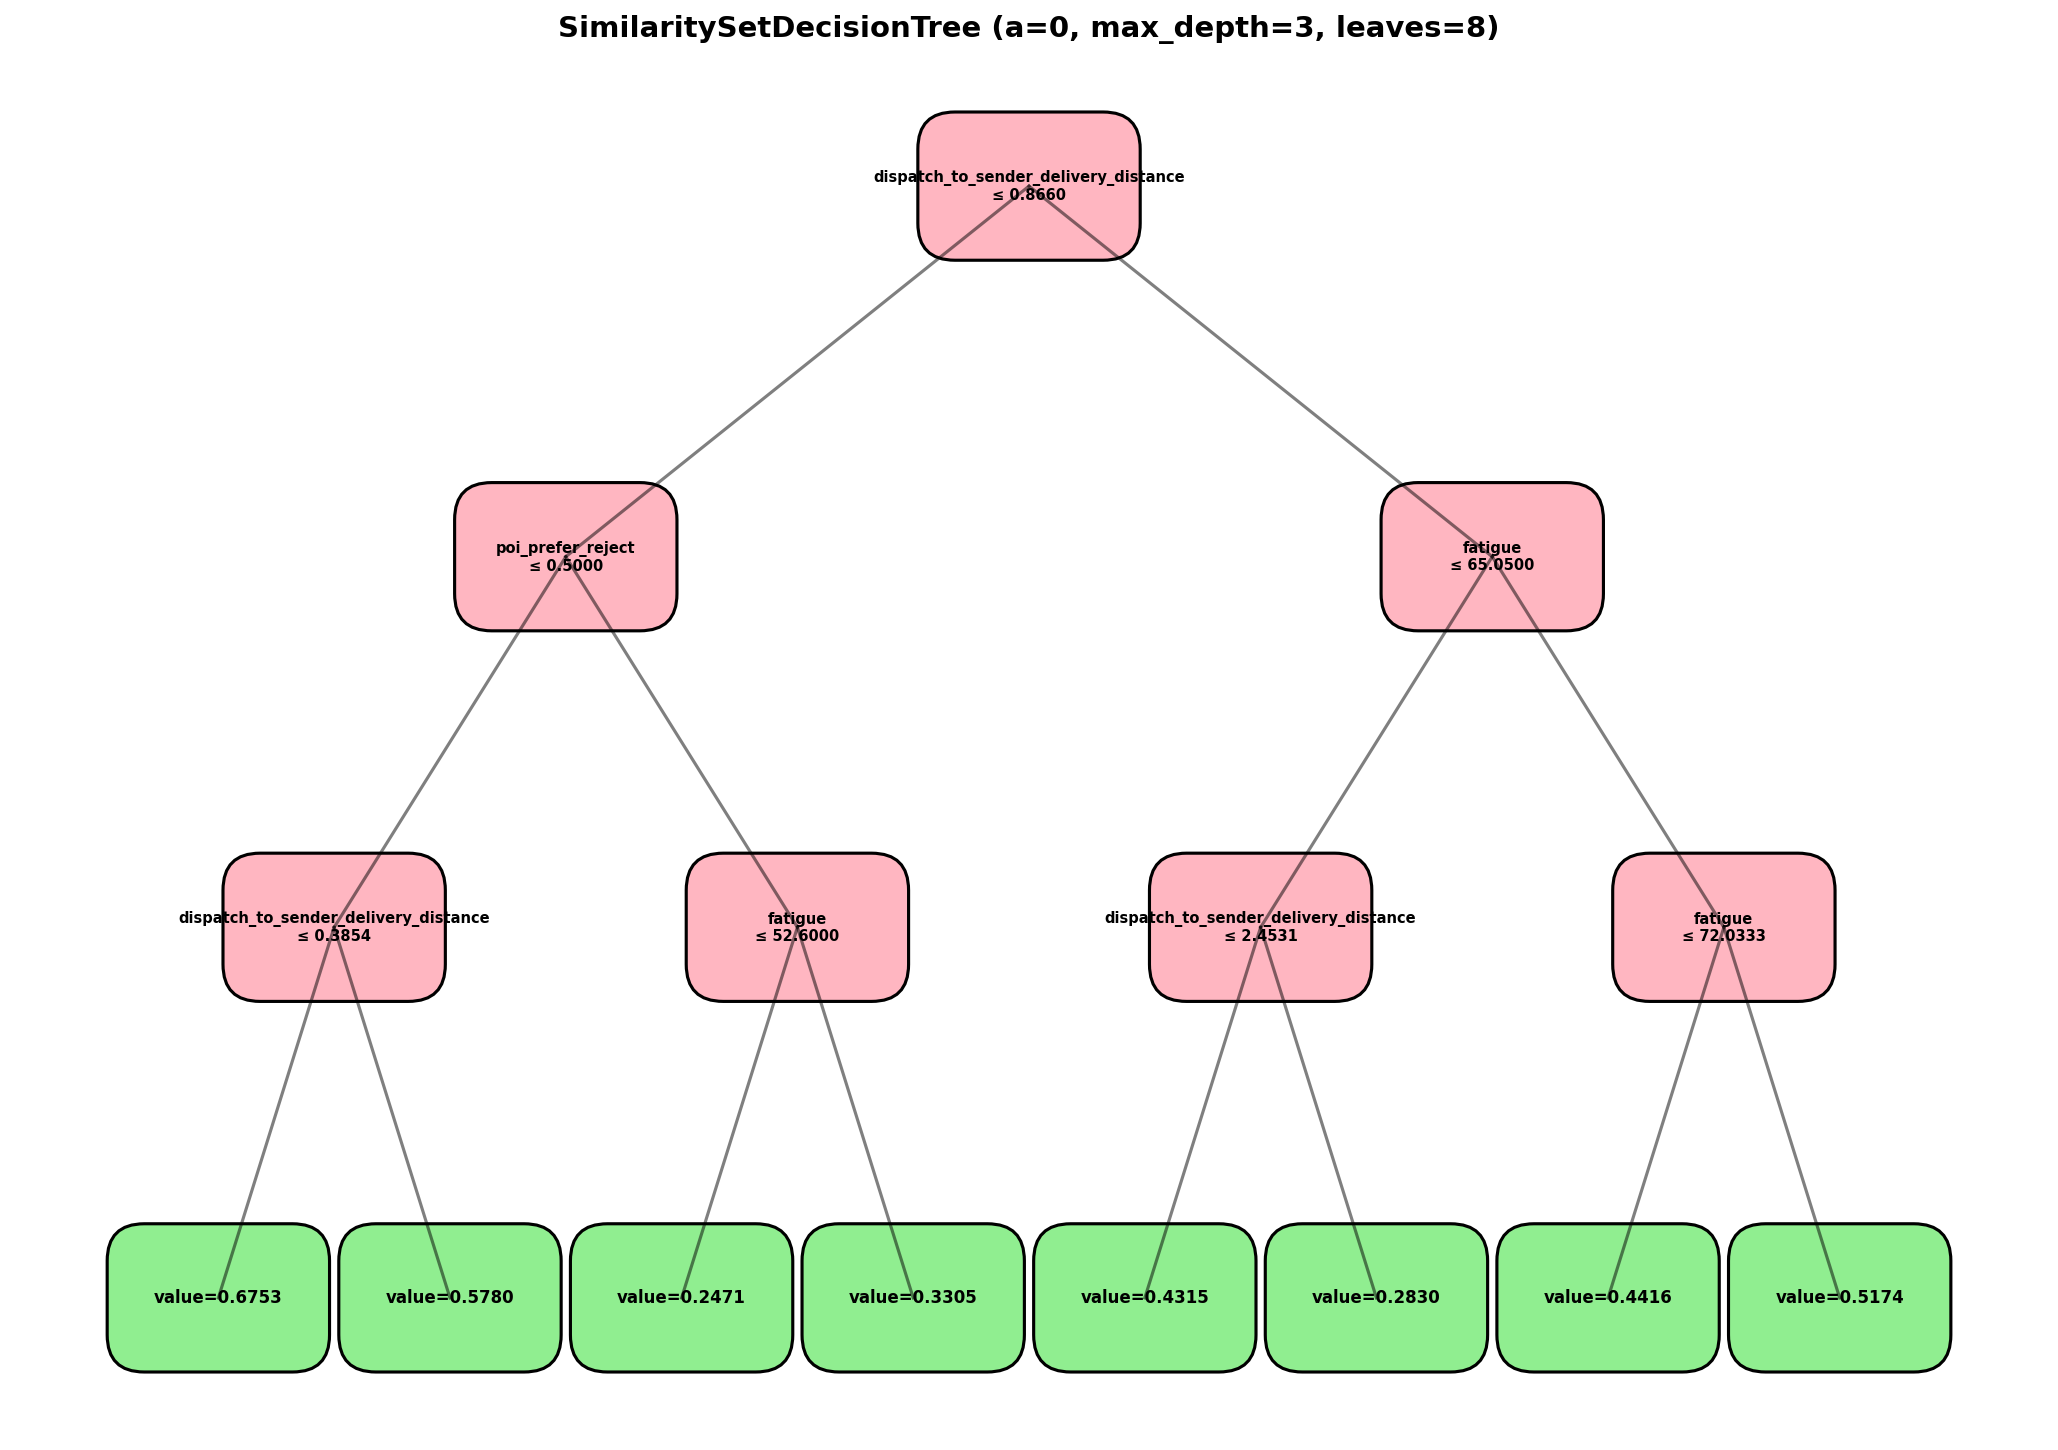 SimilaritySetDecisionTree (a=0, max_depth=3, leaves=8)
dispatch_to_sender_delivery_distance
≤ 0.8660
poi_prefer_reject
≤ 0.5000
fatigue
≤ 65.0500
dispatch_to_sender_delivery_distance
≤ 0.3854
fatigue
≤ 52.6000
dispatch_to_sender_delivery_distance
≤ 2.4531
fatigue
≤ 72.0333
value=0.6753
value=0.5780
value=0.2471
value=0.3305
value=0.4315
value=0.2830
value=0.4416
value=0.5174